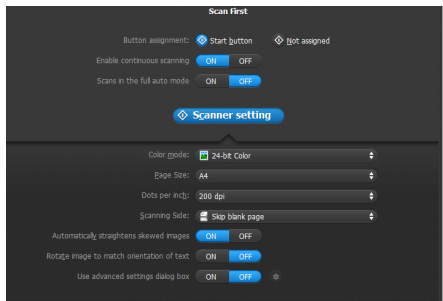 Scan First
Button assignment: Start button Not assigned
Enable continuous scanning ON OFF
Scans in the full auto mode ON OFF
Scanner setting
Color mode: 24-bit Color
Page Size: A4
Dots per inch: 200 dpi
Scanning Side: Skip blank page
Automatically straightens skewed images ON OFF
Rotate image to match orientation of text ON OFF
Use advanced settings dialog box ON OFF